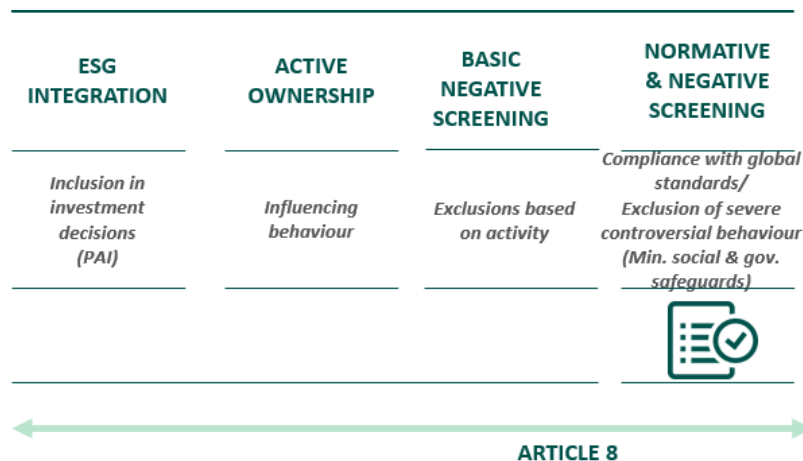 ESG
INTEGRATION
ACTIVE
OWNERSHIP
BASIC
NEGATIVE
SCREENING
NORMATIVE
& NEGATIVE
SCREENING
Inclusion in
investment
decisions
(PAI)
Influencing
behaviour
Exclusions based
on activity
Compliance with global
standards/
Exclusion of severe
controversial behaviour
(Min. social & gov.
safeguards)
ARTICLE 8